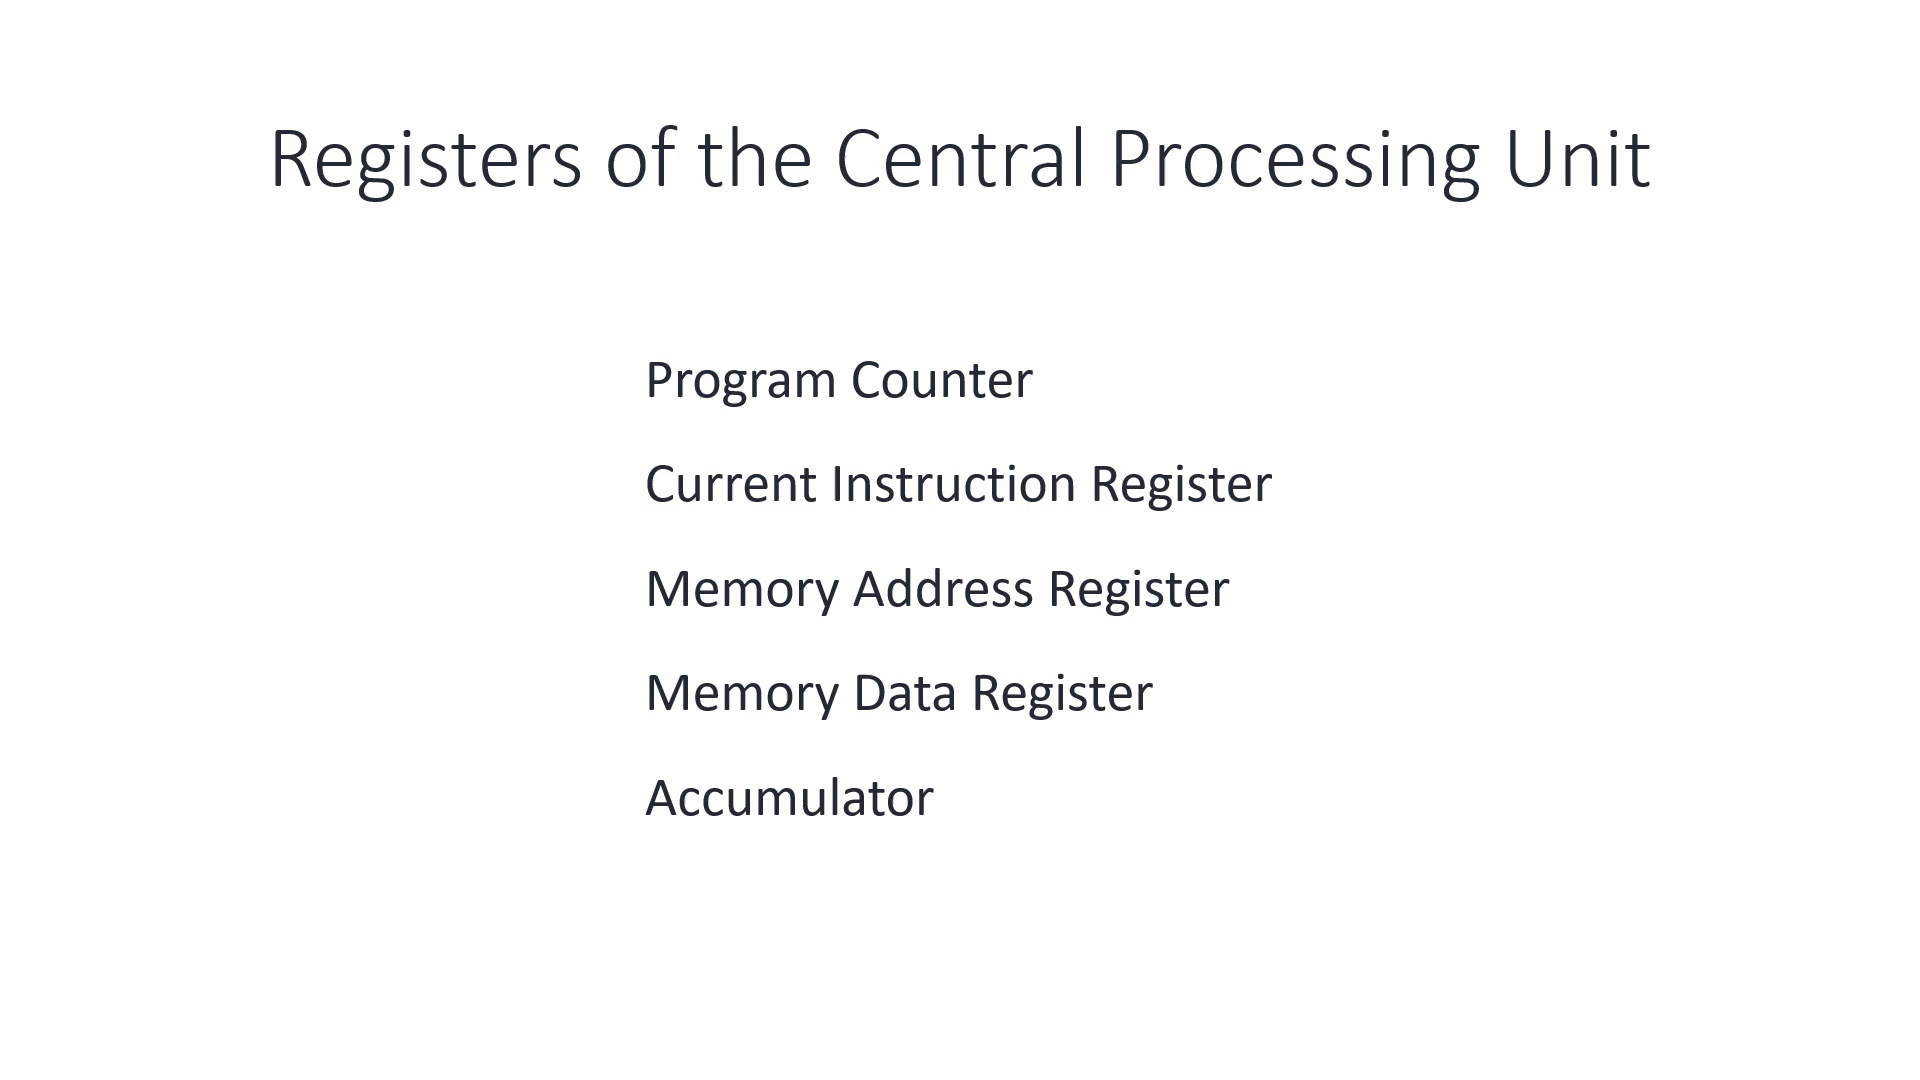 Registers of the Central Processing Unit
Program Counter
Current Instruction Register
Memory Address Register
Memory Data Register
Accumulator